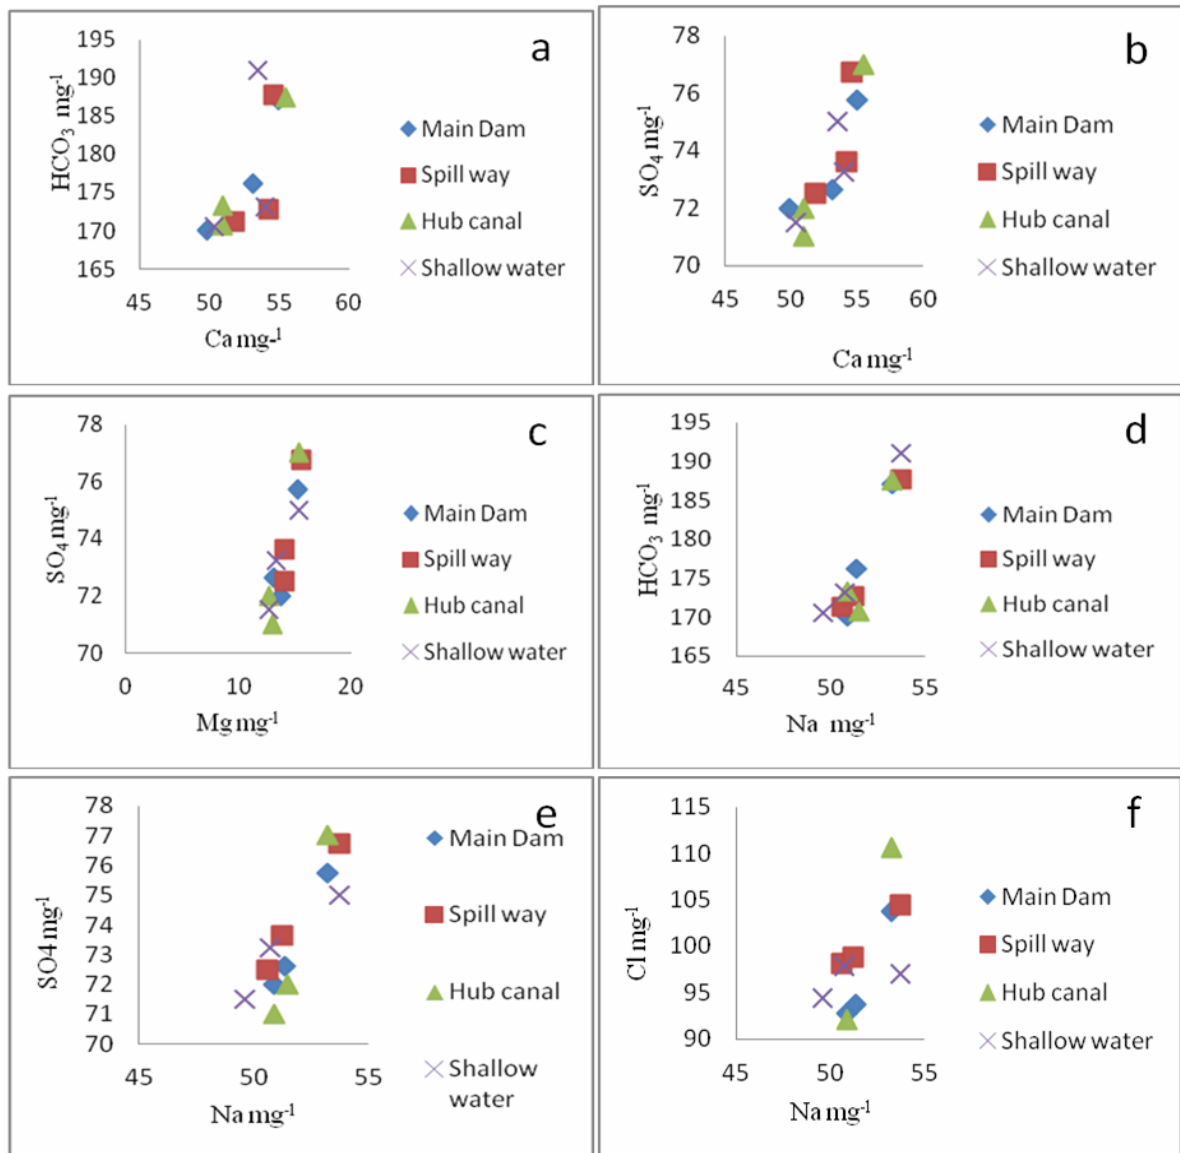 a
195
190
185
180
175
170
165
HCO₃ mg⁻¹
45 50 55 60
Ca mg-¹
Main Dam
Spill way
Hub canal
Shallow water
b
78
76
74
72
70
SO₄ mg⁻¹
45 50 55 60
Ca mg⁻¹
Main Dam
Spill way
Hub canal
Shallow water
c
78
76
74
72
70
SO₄ mg⁻¹
0 10 20
Mg mg⁻¹
Main Dam
Spill way
Hub canal
Shallow water
d
195
190
185
180
175
170
165
HCO₃ mg⁻¹
45 50 55
Na mg⁻¹
Main Dam
Spill way
Hub canal
Shallow water
e
78
77
76
75
74
73
72
71
70
SO4 mg⁻¹
45 50 55
Na mg⁻¹
Main Dam
Spill way
Hub canal
Shallow
water
f
115
110
105
100
95
90
Cl mg⁻¹
45 50 55
Na mg⁻¹
Main Dam
Spill way
Hub canal
Shallow water